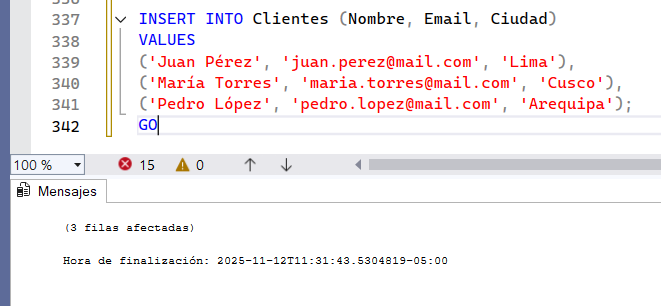 337 INSERT INTO Clientes (Nombre, Email, Ciudad)
338 VALUES
339 ('Juan Pérez', 'juan.perez@mail.com', 'Lima'),
340 ('María Torres', 'maria.torres@mail.com', 'Cusco'),
341 ('Pedro López', 'pedro.lopez@mail.com', 'Arequipa');
342 GO
100 % 15 0
Mensajes
(3 filas afectadas)
Hora de finalización: 2025-11-12T11:31:43.5304819-05:00